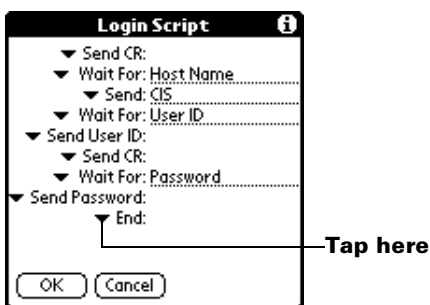 Login Script i
Send CR:
Wait For: Host Name
Send: CIS
Wait For: User ID
Send User ID:
Send CR:
Wait For: Password
Send Password:
End:
Tap here
OK Cancel